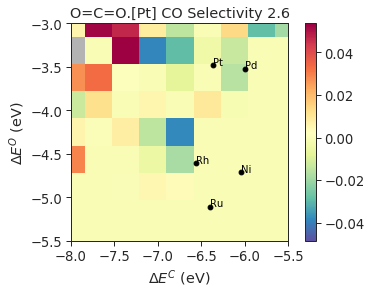 O=C=O.[Pt] CO Selectivity 2.6
−3.0
−3.5
−4.0
−4.5
−5.0
−5.5
ΔE^O (eV)
Pt
Pd
Rh
Ni
Ru
−8.0 −7.5 −7.0 −6.5 −6.0 −5.5
ΔE^C (eV)
0.04
0.02
0.00
−0.02
−0.04